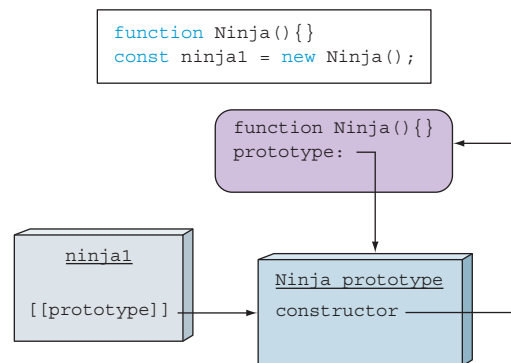 function Ninja(){}
const ninja1 = new Ninja();
function Ninja(){}
prototype:
ninja1
[[prototype]]
Ninja prototype
constructor